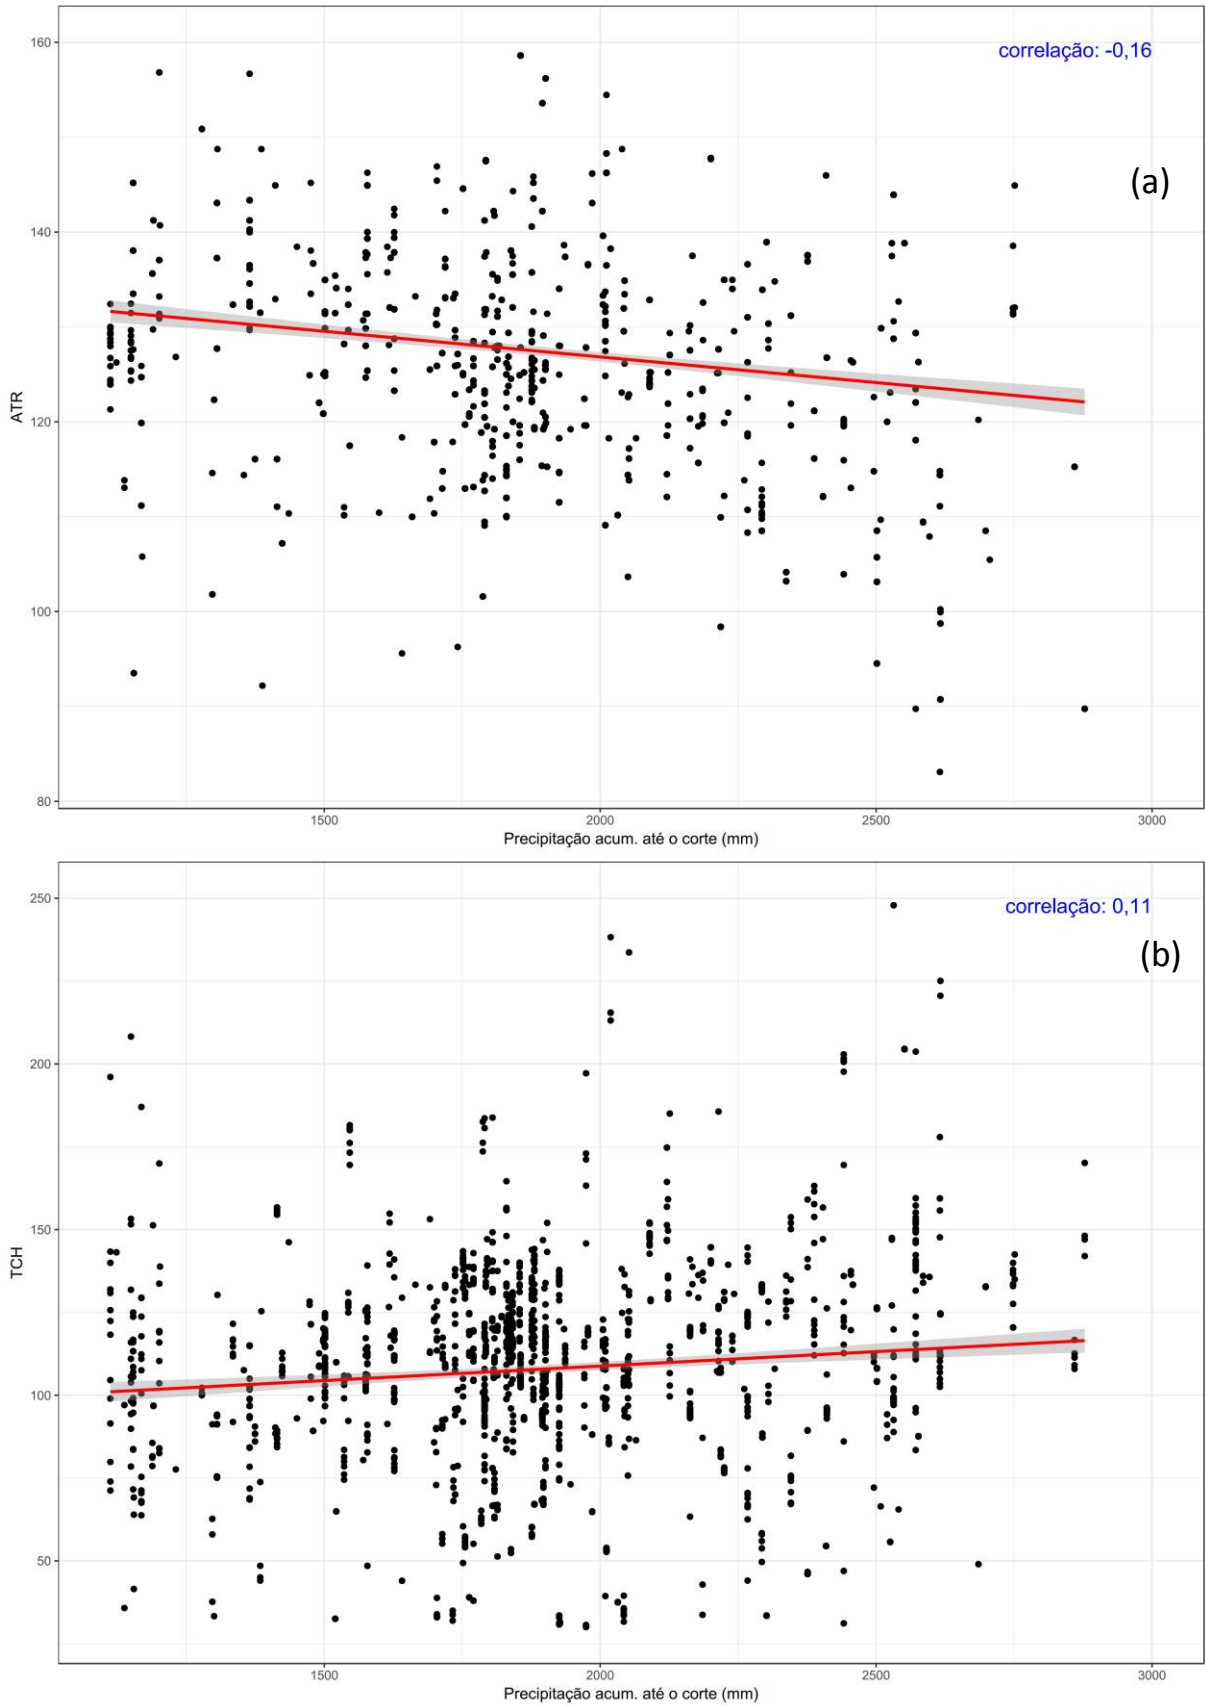 160
correlação: -0,16
(a)
140
ATR
120
100
80
1500
2000
2500
3000
Precipitação acum. até o corte (mm)
250
correlação: 0,11
(b)
200
150
TCH
100
50
1500
2000
2500
3000
Precipitação acum. até o corte (mm)